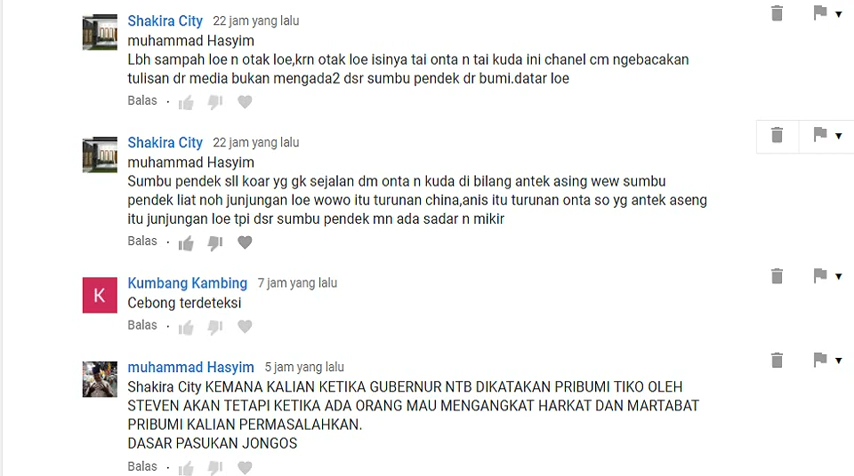 Shakira City 22 jam yang lalu
muhammad Hasyim
Lbh sampah loe n otak loe,krn otak loe isinya tai onta n tai kuda ini chanel cm ngebacakan
tulisan dr media bukan mengada2 dsr sumbu pendek dr bumi.datar loe
Balas
Shakira City 22 jam yang lalu
muhammad Hasyim
Sumbu pendek sll koar yg gk sejalan dm onta n kuda di bilang antek asing wew sumbu
pendek liat noh junjungan loe wowo itu turunan china,anis itu turunan onta so yg antek aseng
itu junjungan loe tpi dsr sumbu pendek mn ada sadar n mikir
Balas
K
Kumbang Kambing 7 jam yang lalu
Cebong terdeteksi
Balas
muhammad Hasyim 5 jam yang lalu
Shakira City KEMANA KALIAN KETIKA GUBERNUR NTB DIKATAKAN PRIBUMI TIKO OLEH
STEVEN AKAN TETAPI KETIKA ADA ORANG MAU MENGANGKAT HARKAT DAN MARTABAT
PRIBUMI KALIAN PERMASALAHKAN.
DASAR PASUKAN JONGOS
Balas